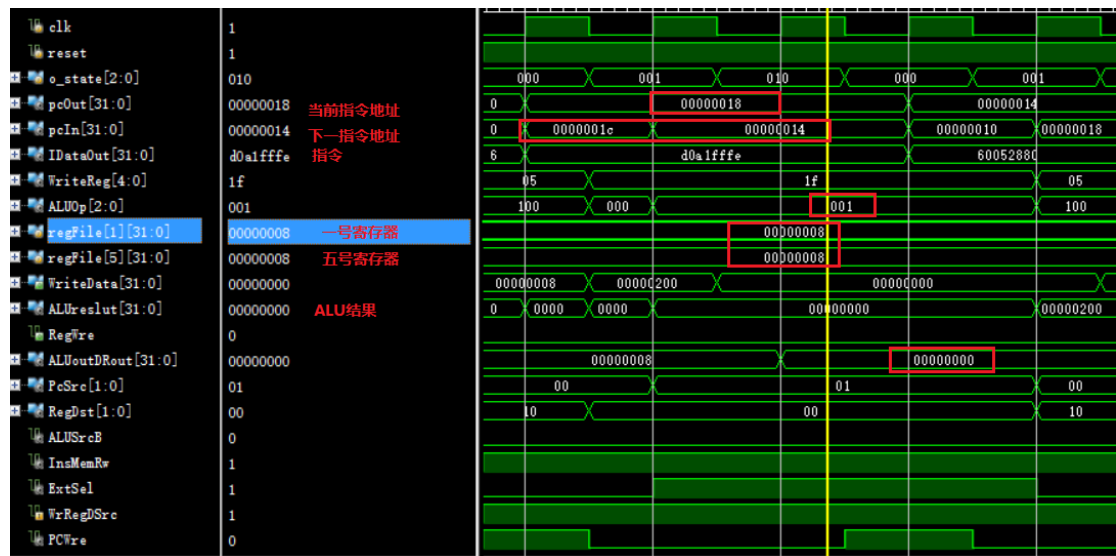 clk 1
reset 1
o_state[2:0] 010 000 001 010 000 001
pcOut[31:0] 00000018 当前指令地址 0 00000018 00000014
pcIn[31:0] 00000014 下一指令地址 0 0000001c 00000014 00000010 00000018
IDataOut[31:0] d0a1fffe 指令 6 d0a1fffe 60052880
WriteReg[4:0] 1f 05 1f 05
ALUOp[2:0] 001 100 000 001 100
regFile[1][31:0] 00000008 一号寄存器 00000008
regFile[5][31:0] 00000008 五号寄存器 00000008
WriteData[31:0] 00000000 00000008 00000200 00000000
ALUreslut[31:0] 00000000 ALU结果 0 0000 0000 00000000 00000200
RegWre 0
ALUoutDRout[31:0] 00000000 00000008 00000000
PcSrc[1:0] 01 00 01 00
RegDst[1:0] 00 10 00 10
ALUSrcB 0
InsMemRw 1
ExtSel 1
WrRegDSrc 1
PCWre 0